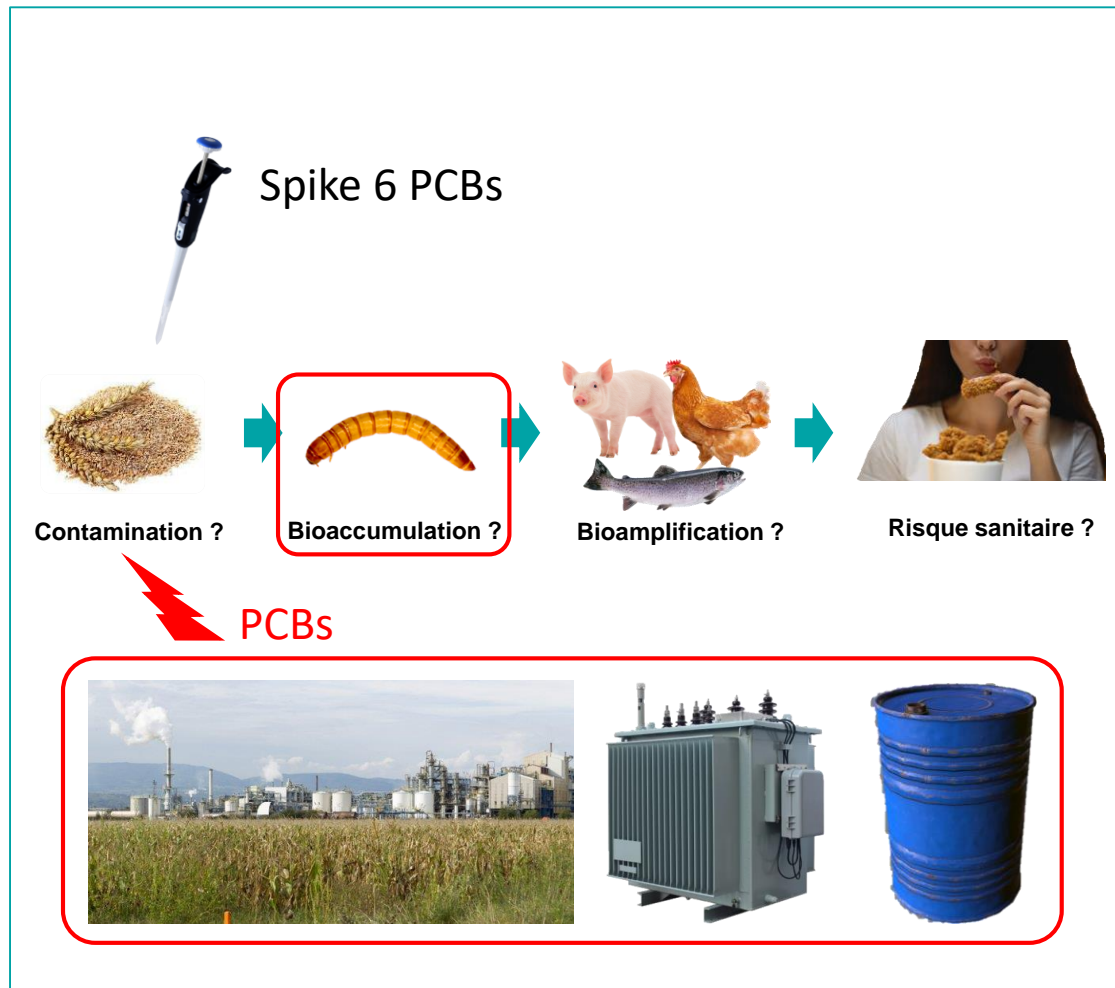 Spike 6 PCBs
Contamination ?
Bioaccumulation ?
Bioamplification ?
Risque sanitaire ?
PCBs